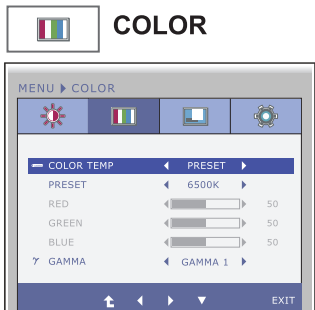 COLOR
MENU ▶ COLOR
COLOR TEMP ◀ PRESET ▶
PRESET ◀ 6500K ▶
RED 50
GREEN 50
BLUE 50
γ GAMMA ◀ GAMMA 1 ▶
EXIT